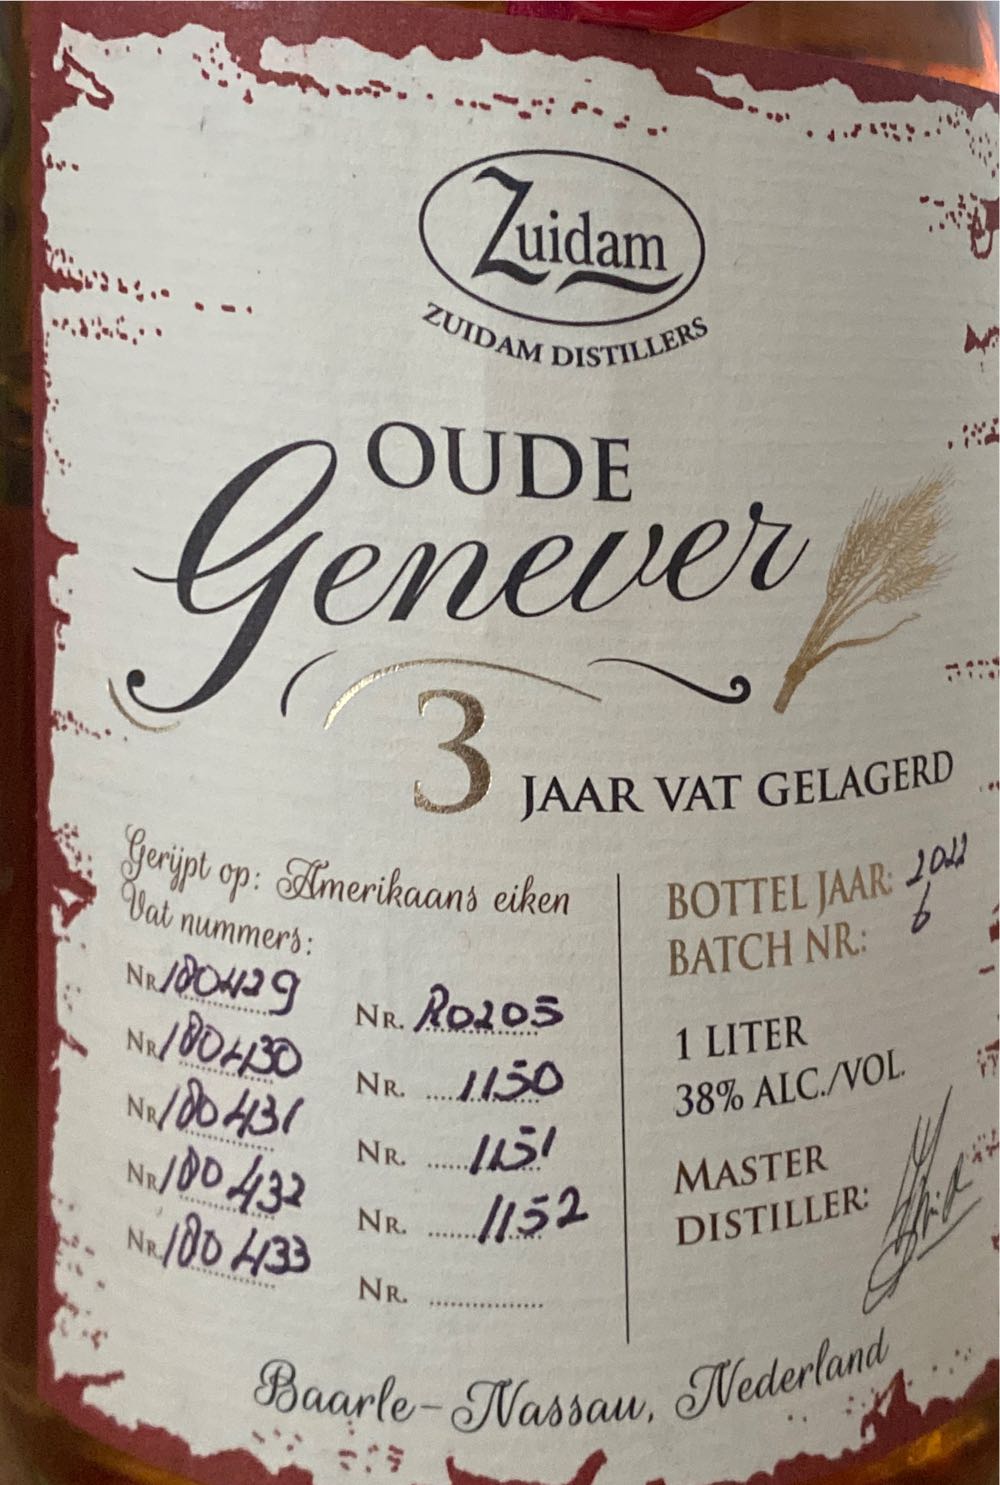 Zuidam
ZUIDAM DISTILLERS
OUDE
Genever
3 JAAR VAT GELAGERD
Gerijpt op: Amerikaans eiken
Vat nummers:
NR. 180429
NR. 180430
NR. 180431
NR. 180432
NR. 180433
NR. R0205
NR. 1150
NR. 1151
NR. 1152
NR. ...............
BOTTEL JAAR: 2022
BATCH NR.: 6
1 LITER
38% ALC./VOL.
MASTER
DISTILLER:
Baarle-Nassau, Nederland